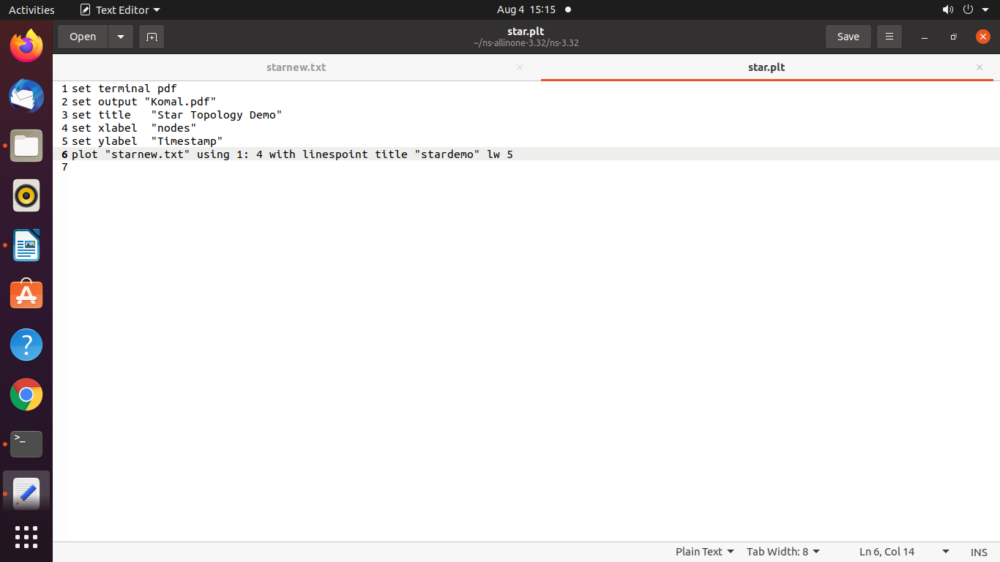 Activities Text Editor Aug 4 15:15
Open star.plt Save
~/ns-allinone-3.32/ns-3.32
starnew.txt star.plt
1 set terminal pdf
2 set output "Komal.pdf"
3 set title   "Star Topology Demo"
4 set xlabel  "nodes"
5 set ylabel  "Timestamp"
6 plot "starnew.txt" using 1: 4 with linespoint title "stardemo" lw 5
7
Plain Text Tab Width: 8 Ln 6, Col 14 INS